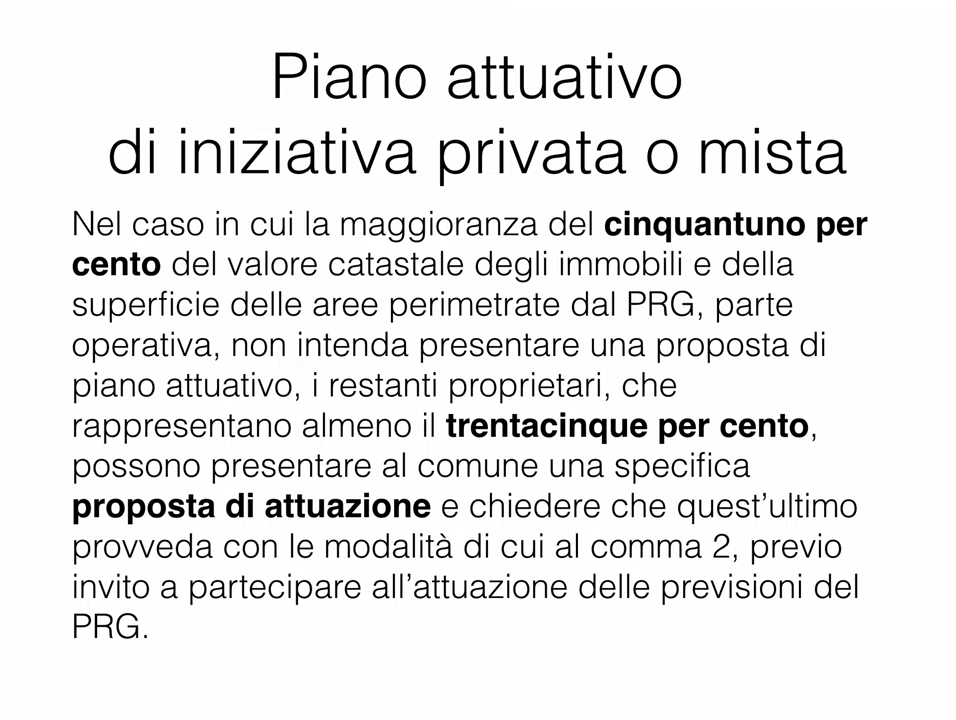 Piano attuativo
di iniziativa privata o mista
Nel caso in cui la maggioranza del cinquantuno per
cento del valore catastale degli immobili e della
superficie delle aree perimetrate dal PRG, parte
operativa, non intenda presentare una proposta di
piano attuativo, i restanti proprietari, che
rappresentano almeno il trentacinque per cento,
possono presentare al comune una specifica
proposta di attuazione e chiedere che quest’ultimo
provveda con le modalità di cui al comma 2, previo
invito a partecipare all’attuazione delle previsioni del
PRG.